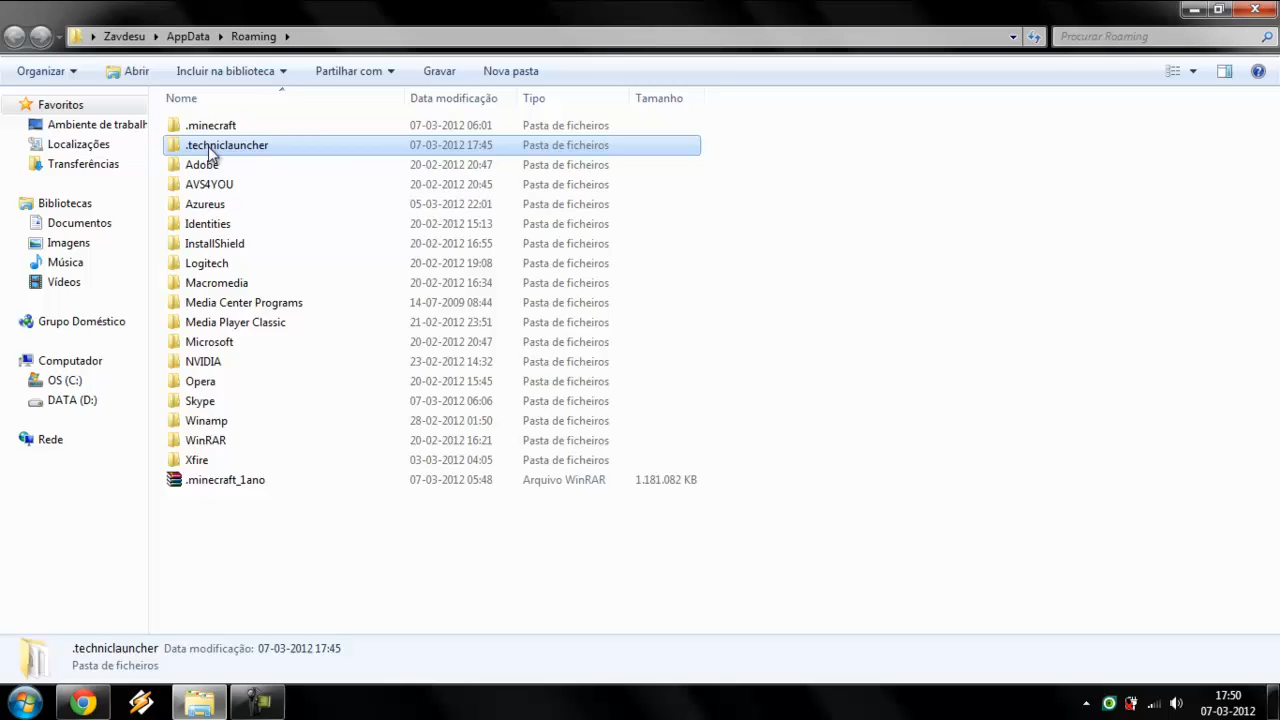 Zavdesu AppData Roaming
Procurar Roaming
Organizar Abrir Incluir na biblioteca Partilhar com Gravar Nova pasta
Nome Data modificação Tipo Tamanho
Favoritos
Ambiente de trabalh
Localizações
Transferências
Bibliotecas
Documentos
Imagens
Música
Vídeos
Grupo Doméstico
Computador
OS (C:)
DATA (D:)
Rede
.minecraft 07-03-2012 06:01 Pasta de ficheiros
.techniclauncher 07-03-2012 17:45 Pasta de ficheiros
Adobe 20-02-2012 20:47 Pasta de ficheiros
AVS4YOU 20-02-2012 20:45 Pasta de ficheiros
Azureus 05-03-2012 22:01 Pasta de ficheiros
Identities 20-02-2012 15:13 Pasta de ficheiros
InstallShield 20-02-2012 16:55 Pasta de ficheiros
Logitech 20-02-2012 19:08 Pasta de ficheiros
Macromedia 20-02-2012 16:34 Pasta de ficheiros
Media Center Programs 14-07-2009 08:44 Pasta de ficheiros
Media Player Classic 21-02-2012 23:51 Pasta de ficheiros
Microsoft 20-02-2012 20:47 Pasta de ficheiros
NVIDIA 23-02-2012 14:32 Pasta de ficheiros
Opera 20-02-2012 15:45 Pasta de ficheiros
Skype 07-03-2012 06:06 Pasta de ficheiros
Winamp 28-02-2012 01:50 Pasta de ficheiros
WinRAR 20-02-2012 16:21 Pasta de ficheiros
Xfire 03-03-2012 04:05 Pasta de ficheiros
.minecraft_1ano 07-03-2012 05:48 Arquivo WinRAR 1.181.082 KB
.techniclauncher Data modificação: 07-03-2012 17:45
Pasta de ficheiros
17:50
07-03-2012